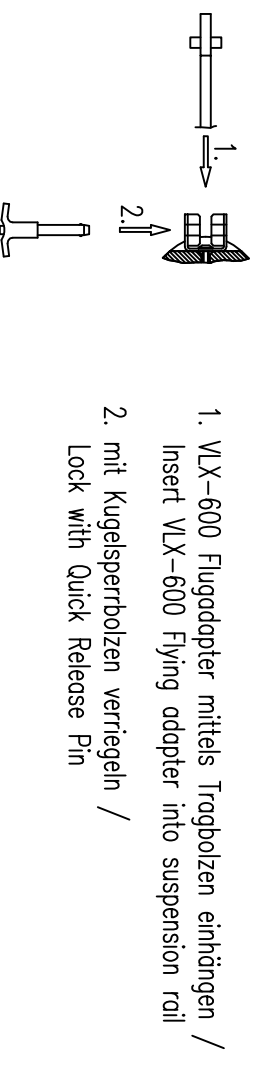 1.
2.
1. VLX-600 Flugadapter mittels Tragbolzen einhängen /
Insert VLX-600 Flying adapter into suspension rail
2. mit Kugelsperrbolzen verriegeln /
Lock with Quick Release Pin